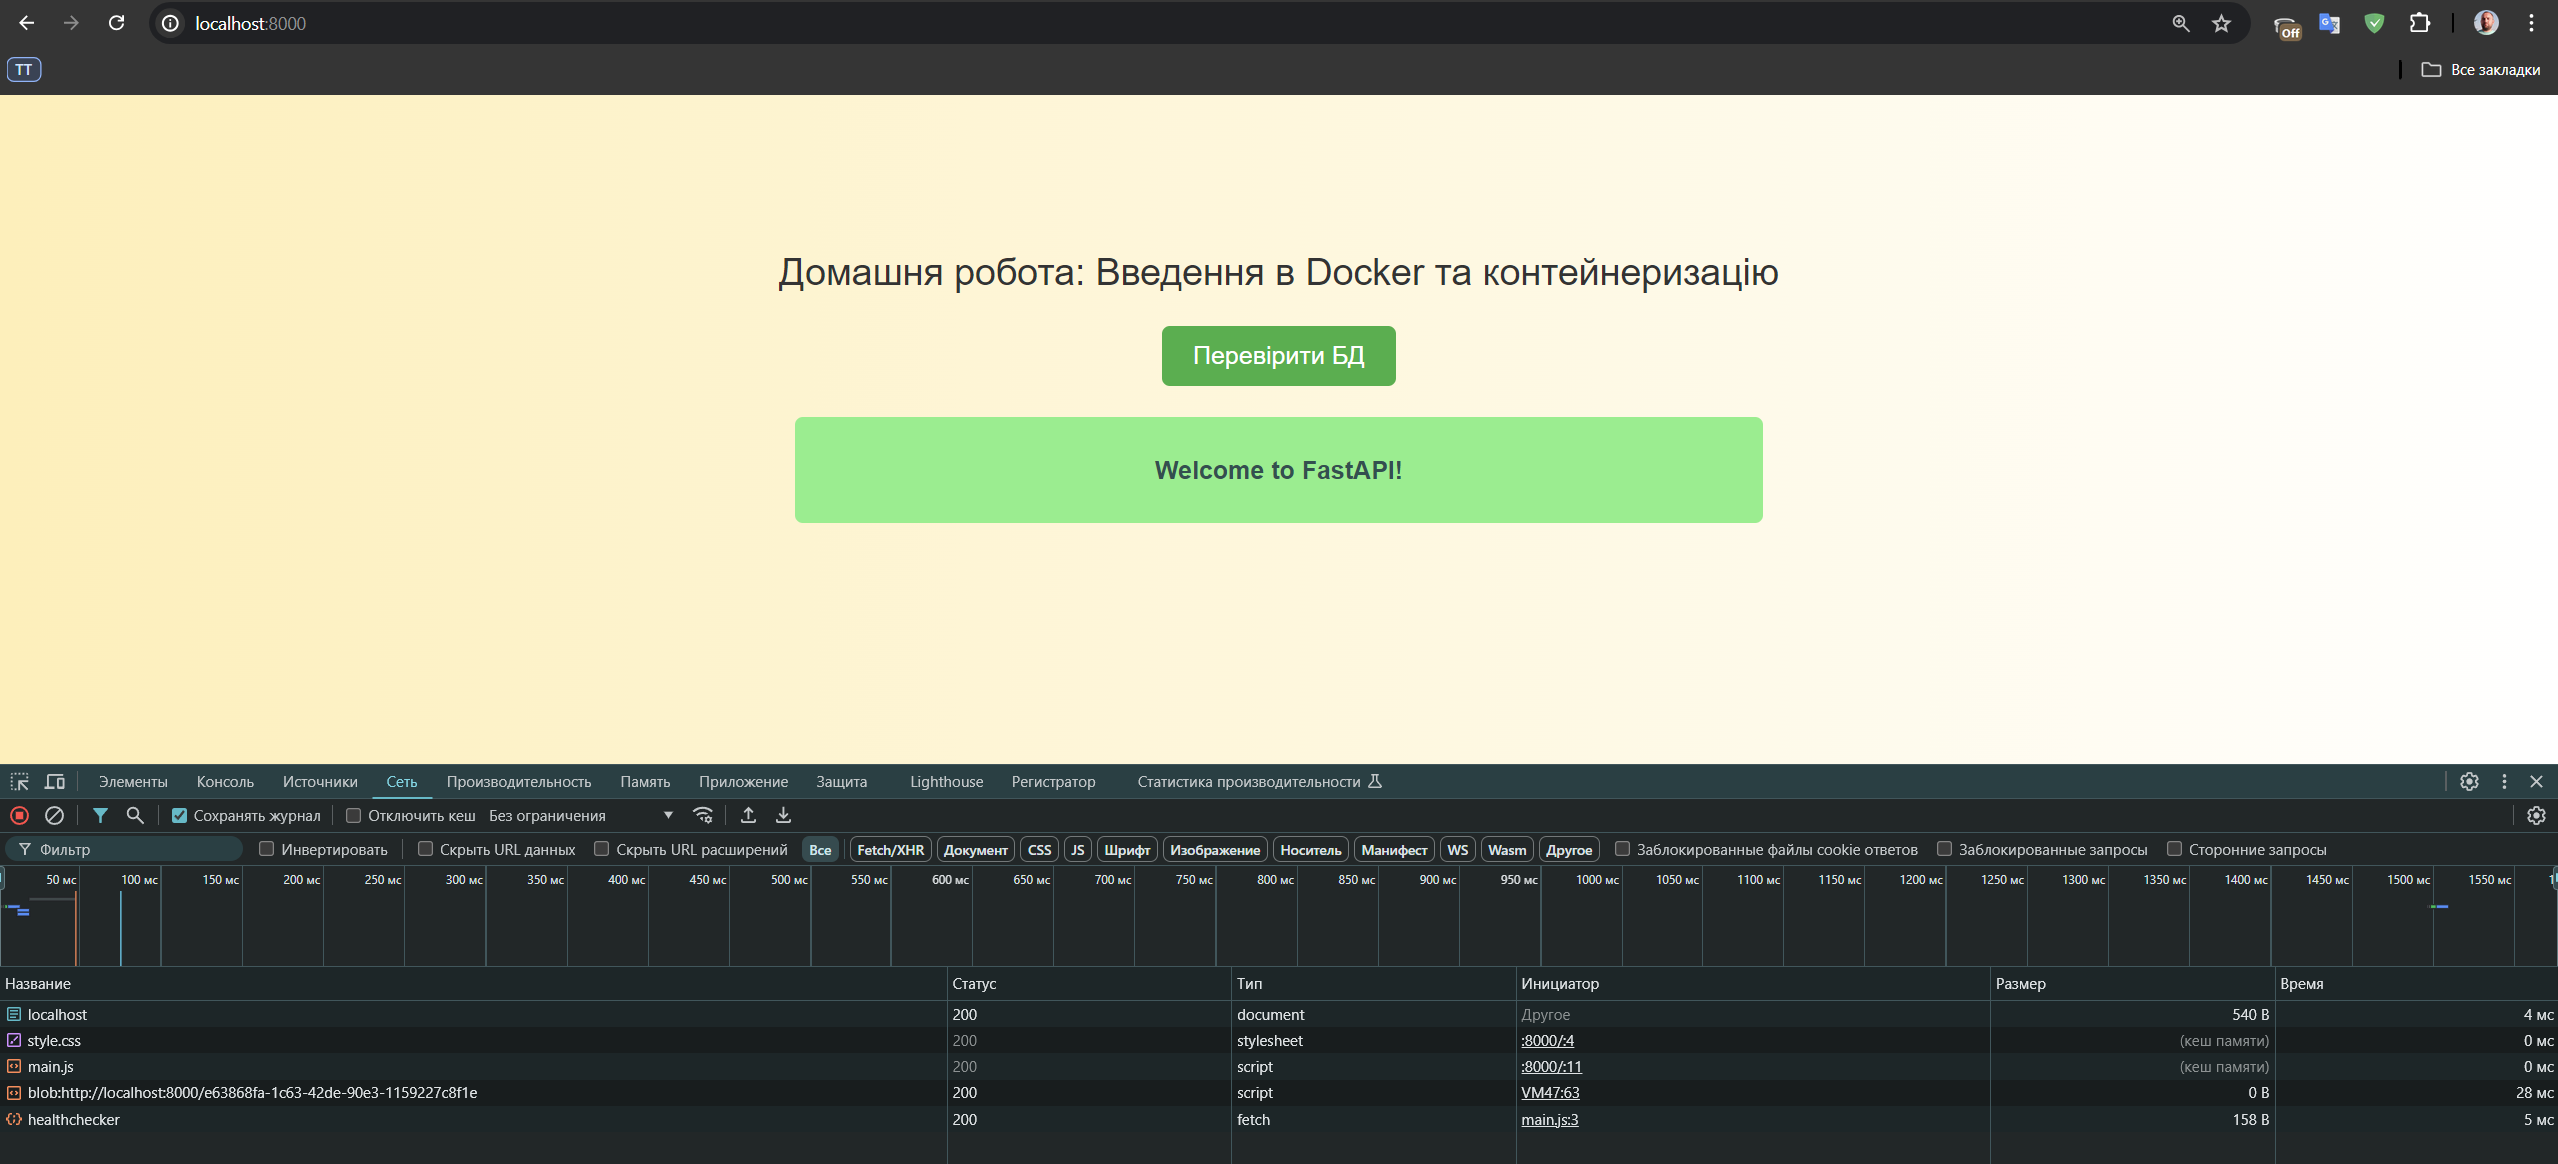 localhost:8000
Off
TT
Все закладки
Домашня робота: Введення в Docker та контейнеризацію
Перевірити БД
Welcome to FastAPI!
Элементы Консоль Источники Сеть Производительность Память Приложение Защита Lighthouse Регистратор Статистика производительности
Сохранять журнал Отключить кеш Без ограничения
Фильтр Инвертировать Скрыть URL данных Скрыть URL расширений Все Fetch/XHR Документ CSS JS Шрифт Изображение Носитель Манифест WS Wasm Другое Заблокированные файлы cookie ответов Заблокированные запросы Сторонние запросы
50 мс 100 мс 150 мс 200 мс 250 мс 300 мс 350 мс 400 мс 450 мс 500 мс 550 мс 600 мс 650 мс 700 мс 750 мс 800 мс 850 мс 900 мс 950 мс 1000 мс 1050 мс 1100 мс 1150 мс 1200 мс 1250 мс 1300 мс 1350 мс 1400 мс 1450 мс 1500 мс 1550 мс
Название Статус Тип Инициатор Размер Время
localhost 200 document Другое 540 B 4 мс
style.css 200 stylesheet :8000/:4 (кеш памяти) 0 мс
main.js 200 script :8000/:11 (кеш памяти) 0 мс
blob:http://localhost:8000/e63868fa-1c63-42de-90e3-1159227c8f1e 200 script VM47:63 0 B 28 мс
healthchecker 200 fetch main.js:3 158 B 5 мс